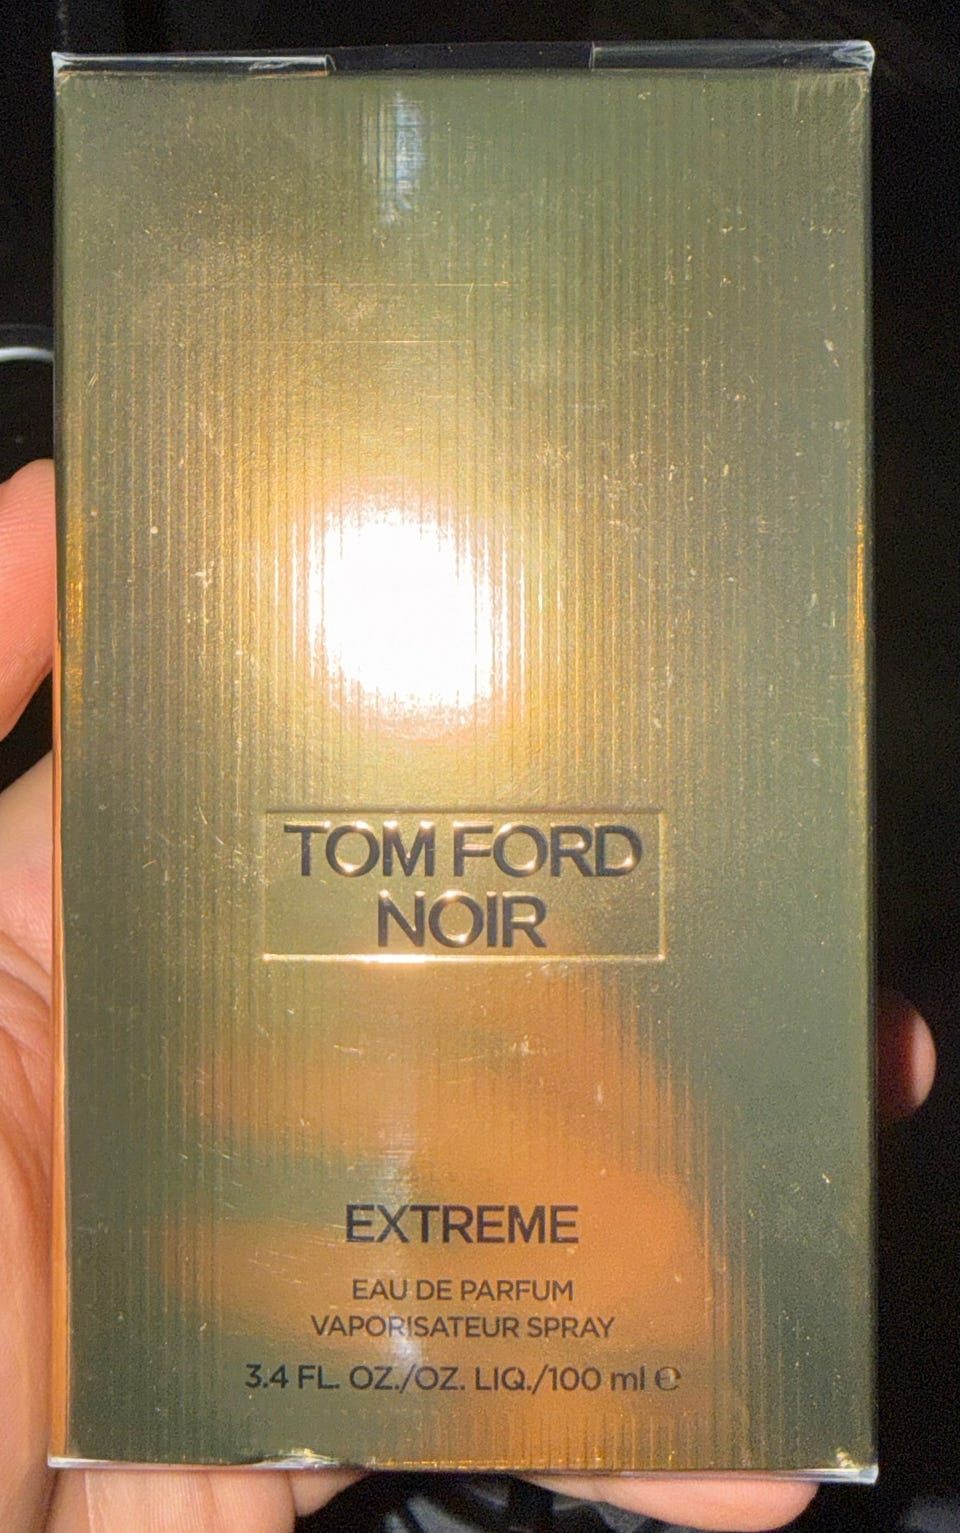 TOM FORD
NOIR
EXTREME
EAU DE PARFUM
VAPORISATEUR SPRAY
3.4 FL. OZ./OZ. LIQ./100 ml ℮